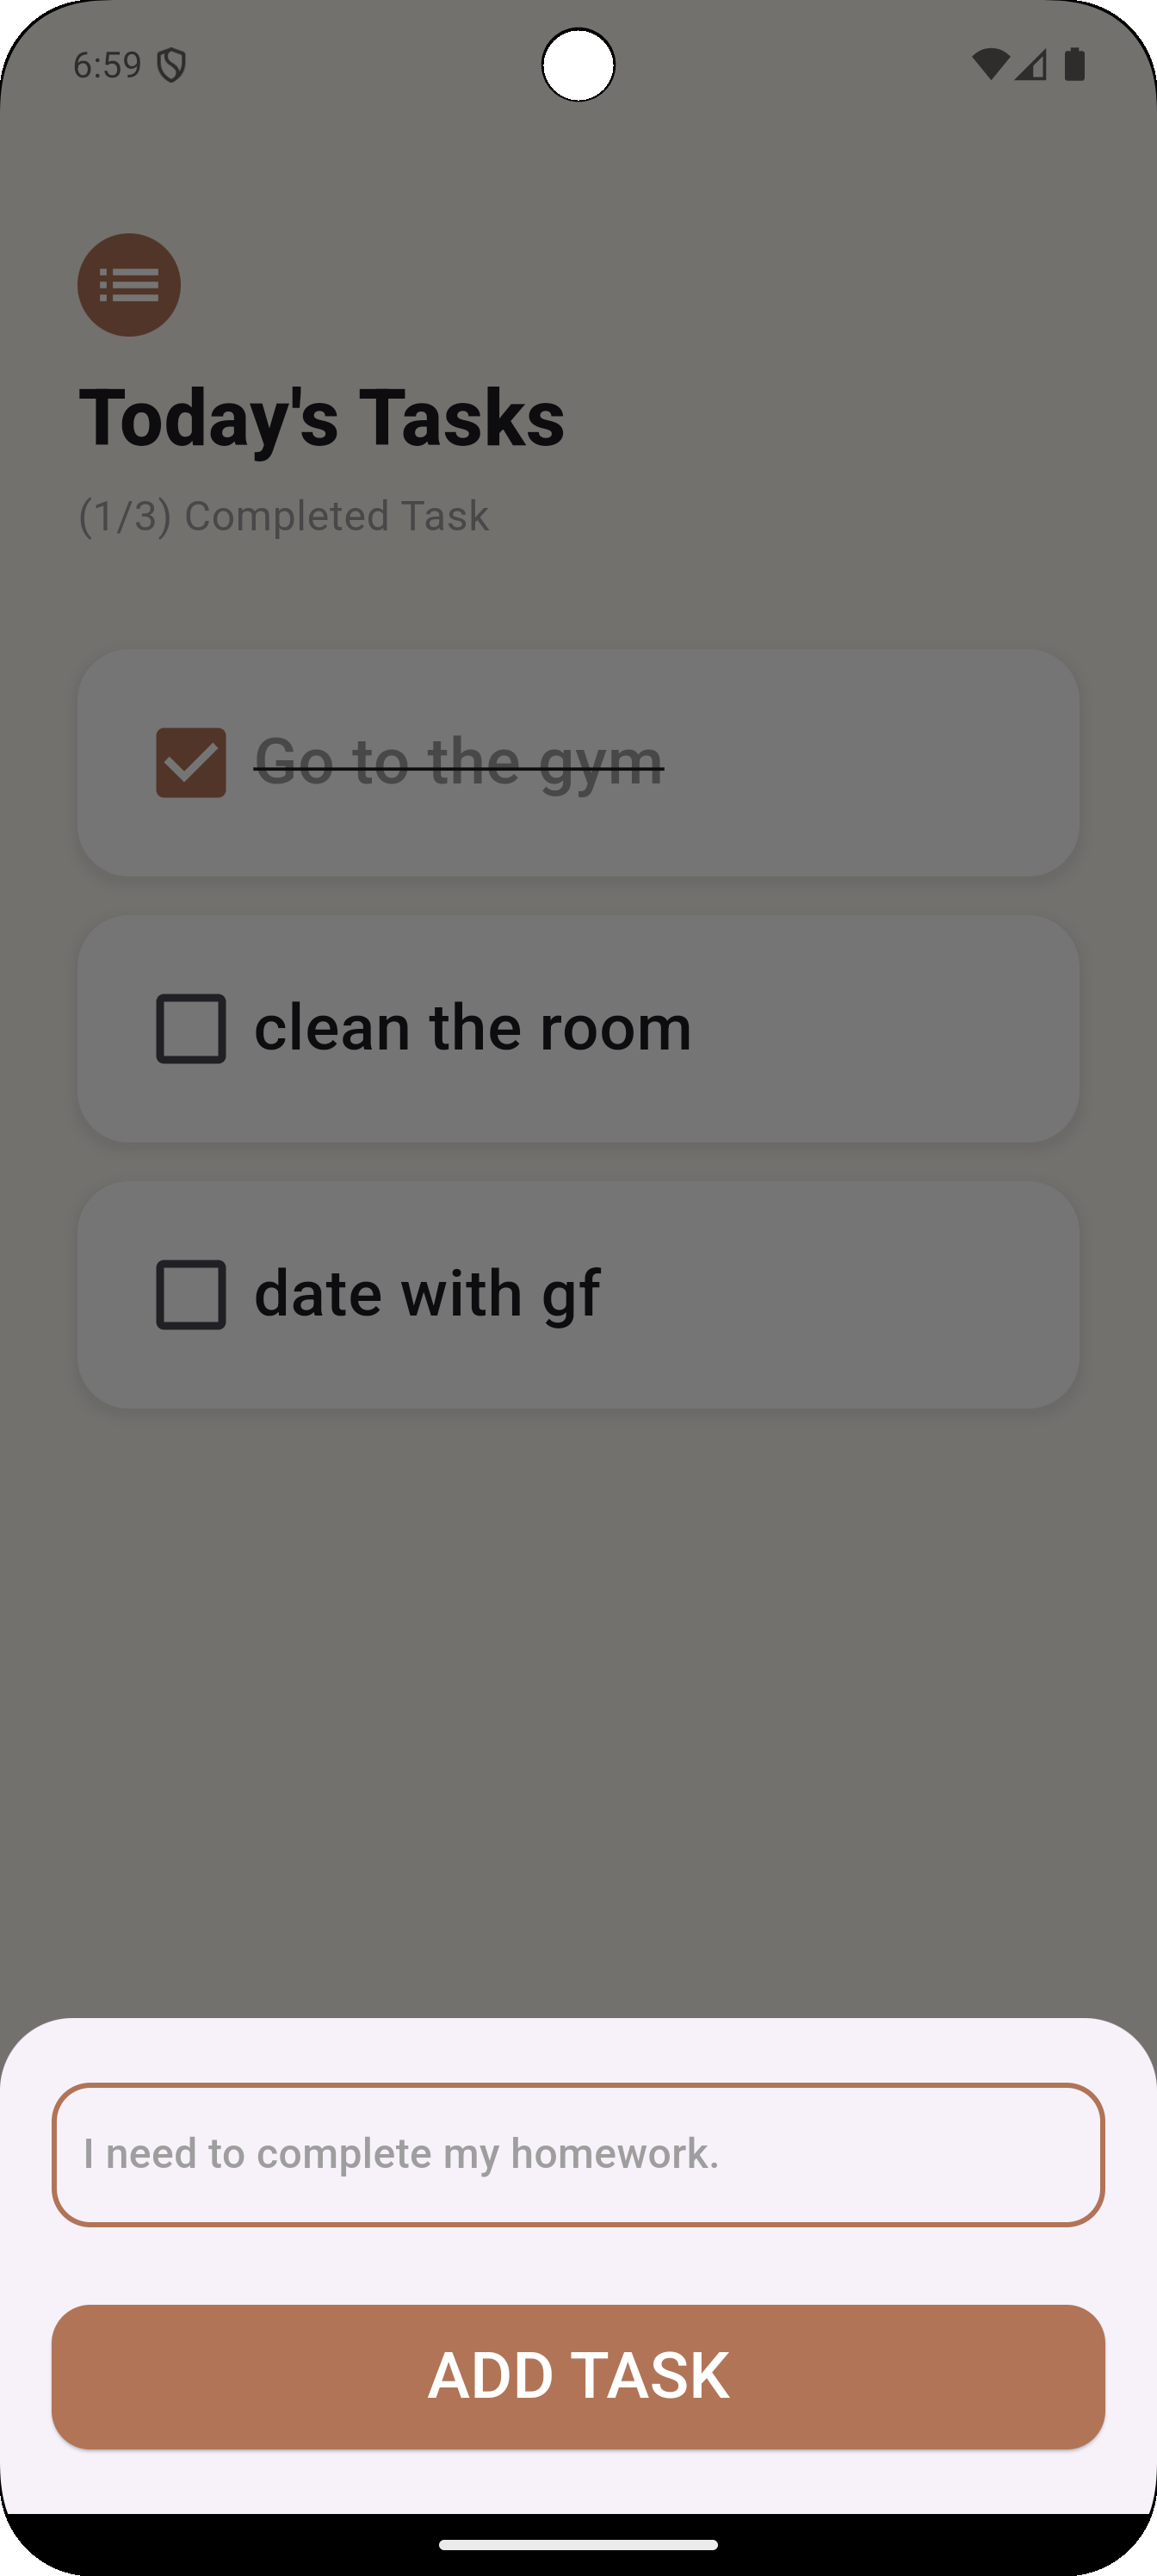 6:59
Today's Tasks
(1/3) Completed Task
Go to the gym
clean the room
date with gf
I need to complete my homework.
ADD TASK